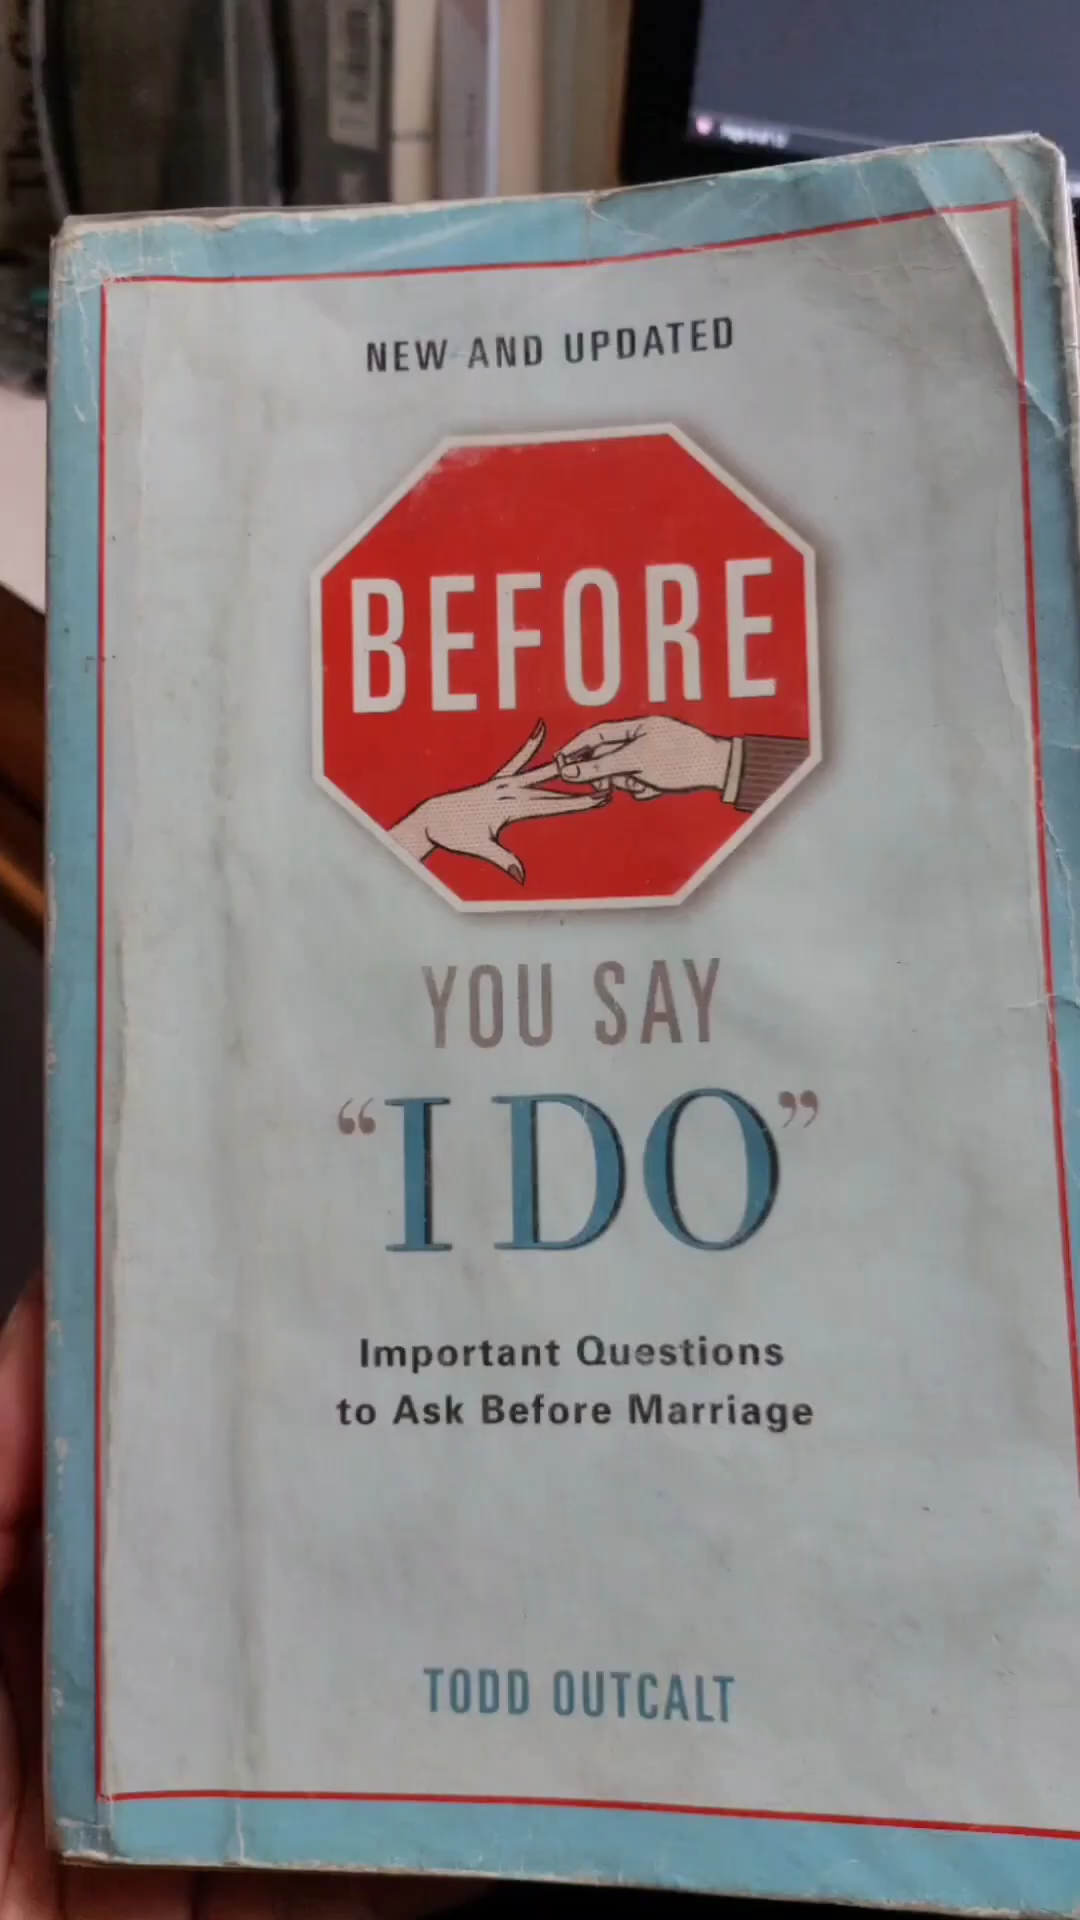 NEW AND UPDATED
BEFORE
YOU SAY
“I DO”
Important Questions
to Ask Before Marriage
TODD OUTCALT